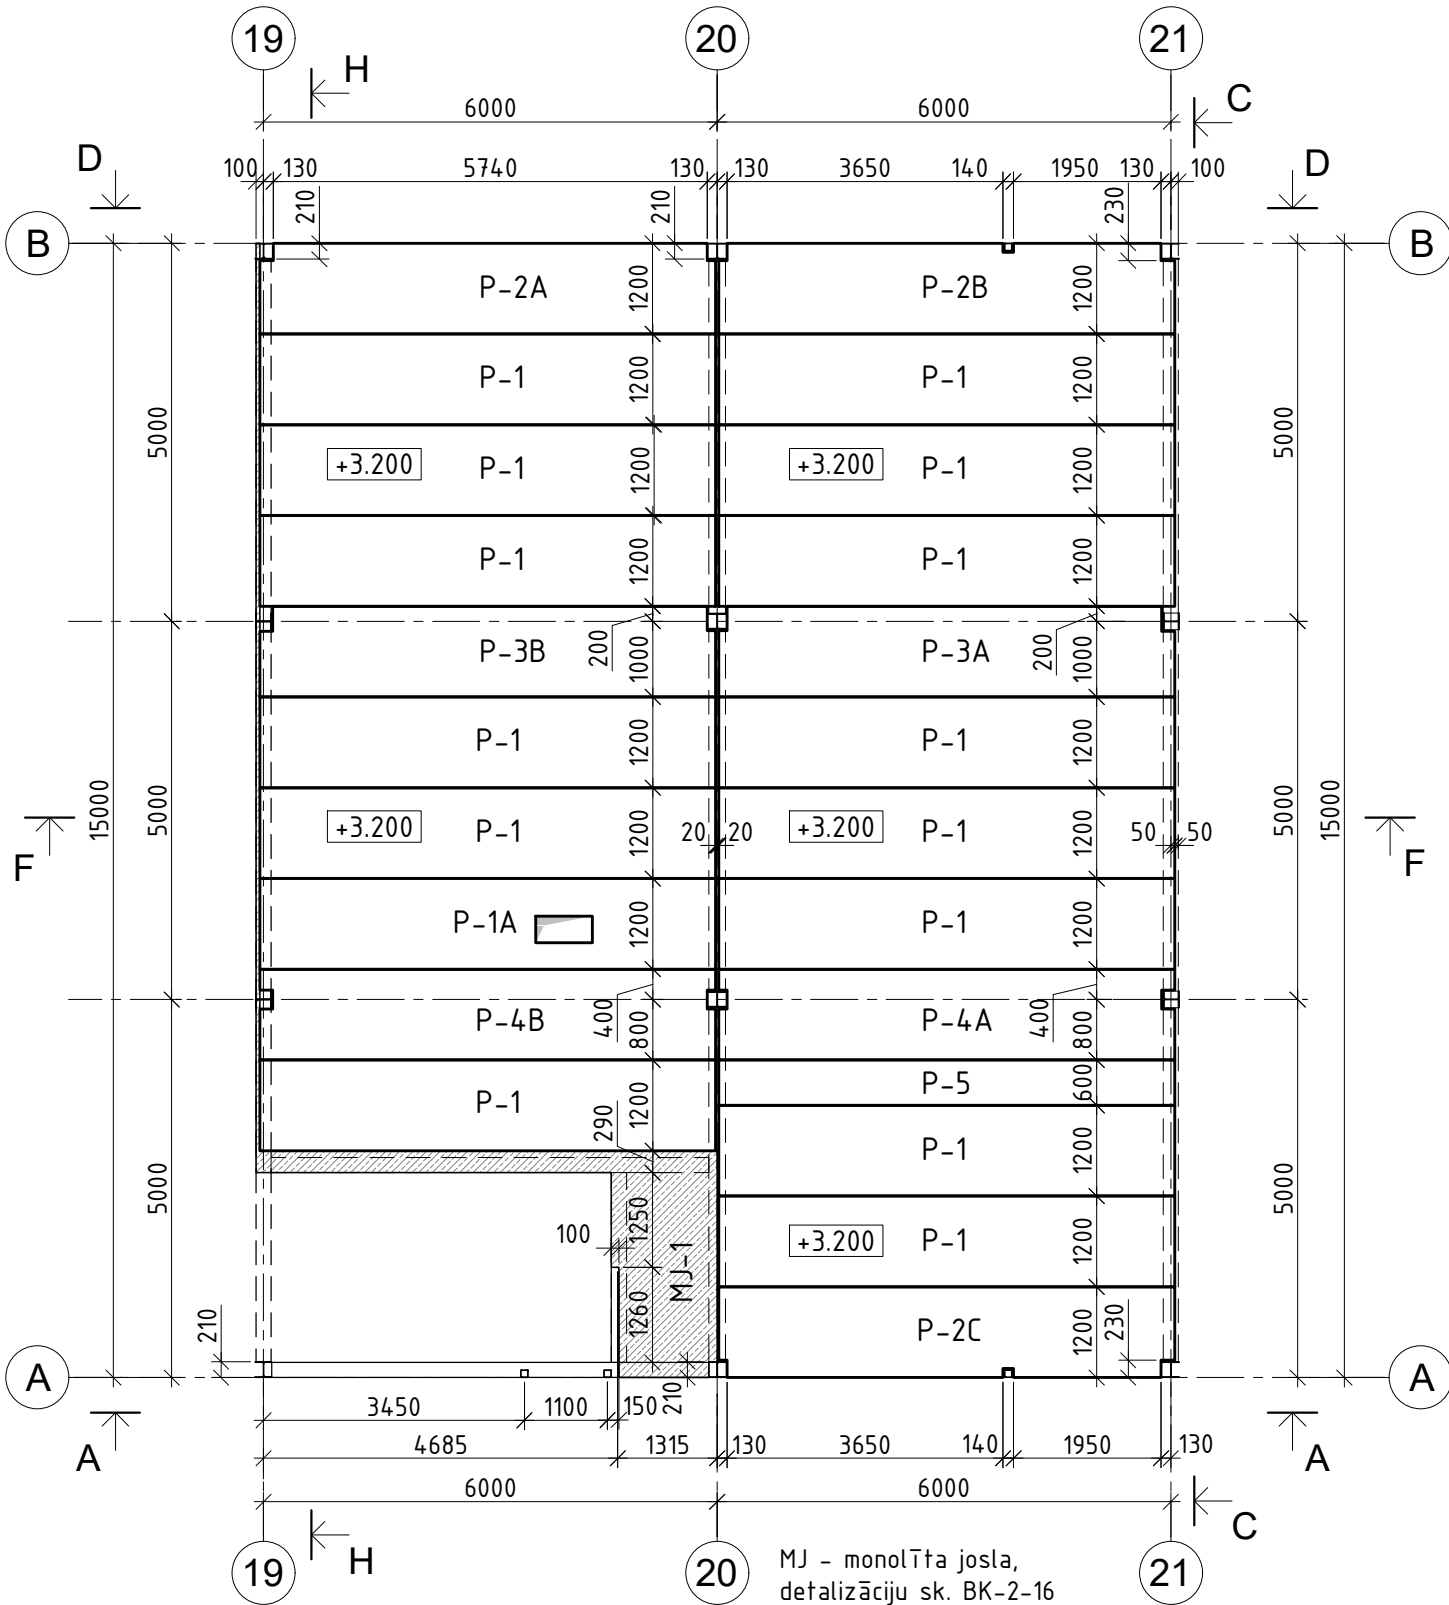 19 20 21
H C
6000 6000
D D
100 130 5740 130 130 3650 140 1950 130 100
210 210 230
B B
P-2A 1200 P-2B 1200
P-1 1200 P-1 1200
5000 5000
+3.200 P-1 1200 +3.200 P-1 1200
P-1 1200 P-1 1200
P-3B 200 1000 P-3A 200 1000
P-1 1200 P-1 1200
15000 5000 5000 15000
+3.200 P-1 1200 20 20 +3.200 P-1 1200 50 50
F F
P-1A 1200 P-1 1200
P-4B 400 800 P-4A 400 800
P-5 600
P-1 290 1200
P-1 1200
5000 5000
100 1250 MJ-1 +3.200 P-1 1200
210 1260 P-2C 1200 230
A A
3450 1100 150 210
4685 1315 130 3650 140 1950 130
A A
6000 6000
H C
19 20 21
MJ - monolīta josla,
detalizāciju sk. BK-2-16